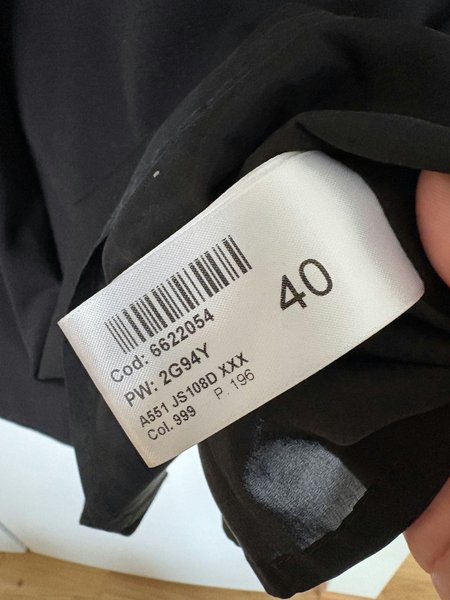 40
Cod: 6622054
PW: 2G94Y
A551 JS108D XXX
Col. 999 P. 196